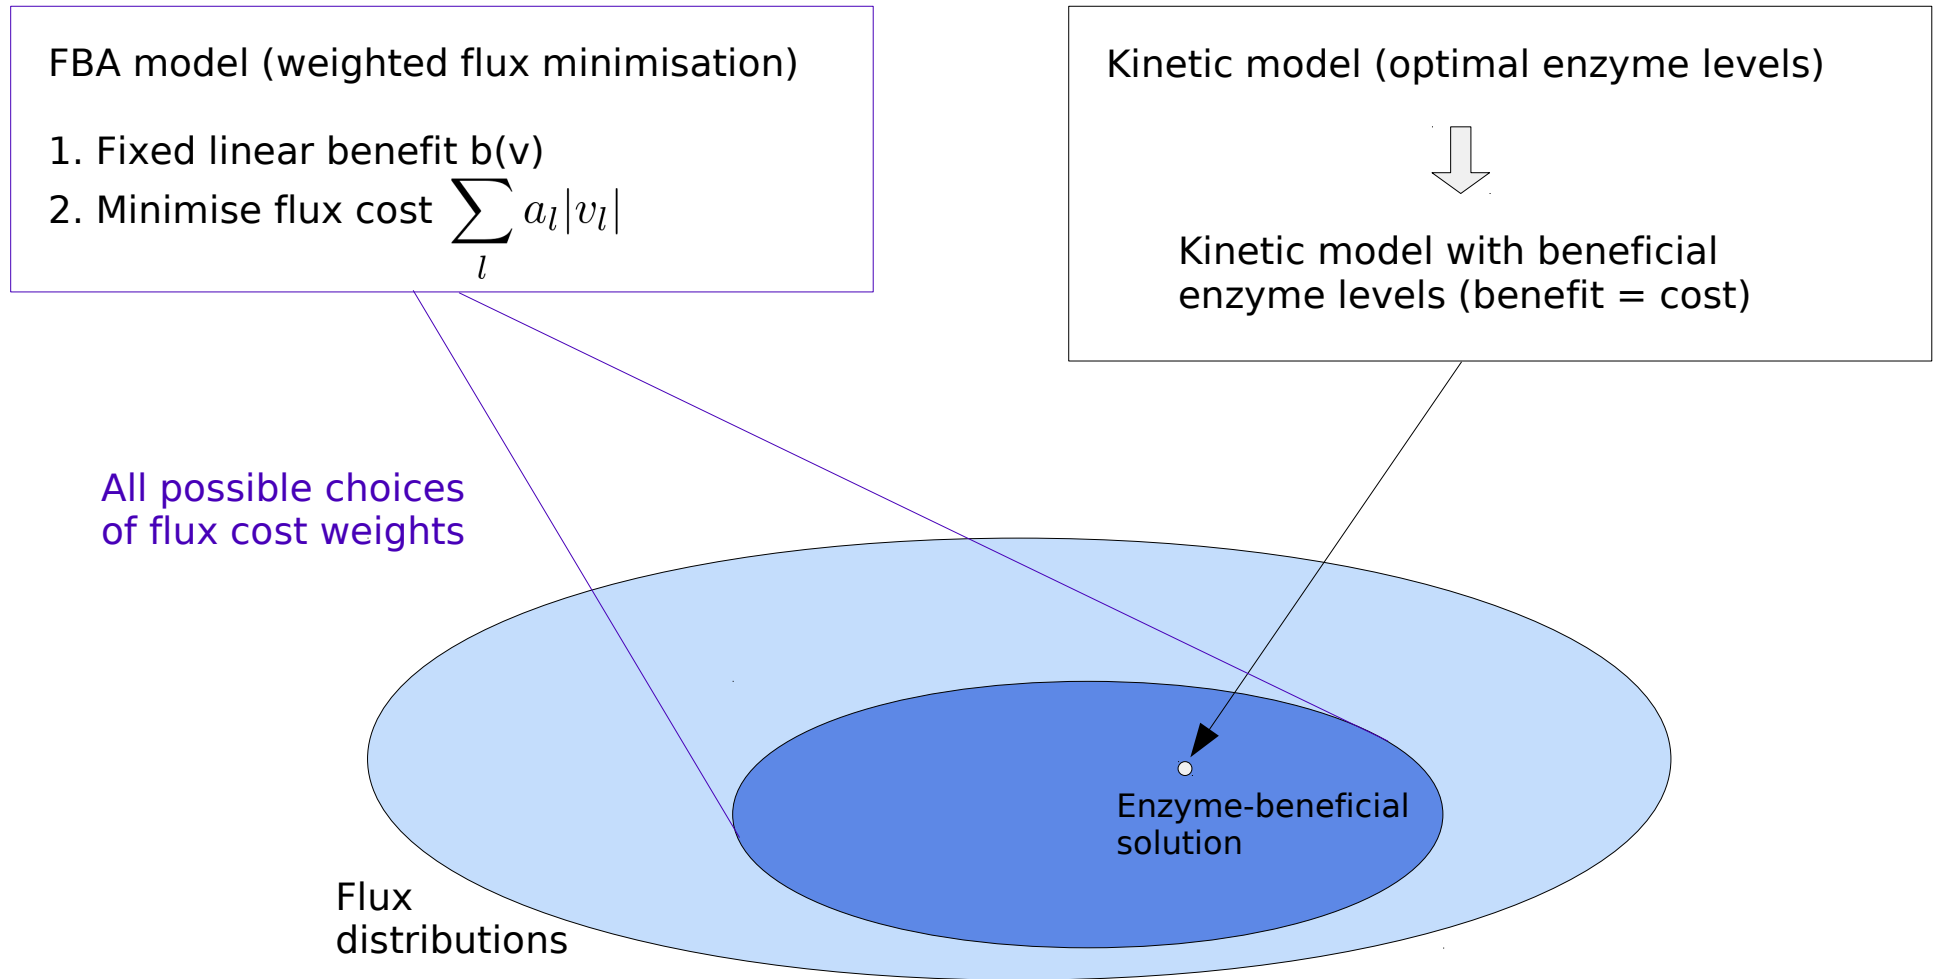 FBA model (weighted flux minimisation)
1. Fixed linear benefit b(v)
2. Minimise flux cost $\sum_l a_l |v_l|$
Kinetic model (optimal enzyme levels)
Kinetic model with beneficial
enzyme levels (benefit = cost)
All possible choices
of flux cost weights
Enzyme-beneficial
solution
Flux
distributions